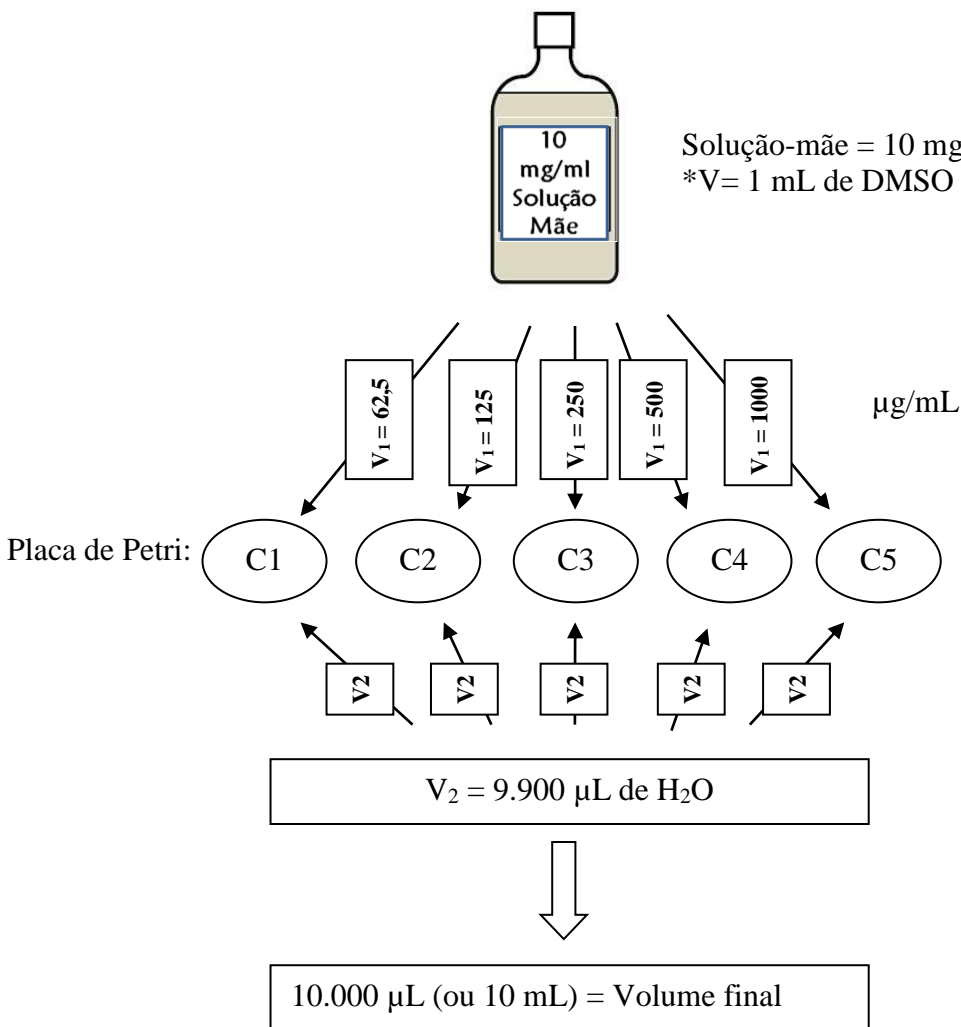 10
mg/ml
Solução
Mãe
Solução-mãe = 10 mg
*V= 1 mL de DMSO
V₁ = 62,5
V₁ = 125
V₁ = 250
V₁ = 500
V₁ = 1000
µg/mL
Placa de Petri:
C1
C2
C3
C4
C5
V2
V2
V2
V2
V2
V₂ = 9.900 µL de H₂O
10.000 µL (ou 10 mL) = Volume final